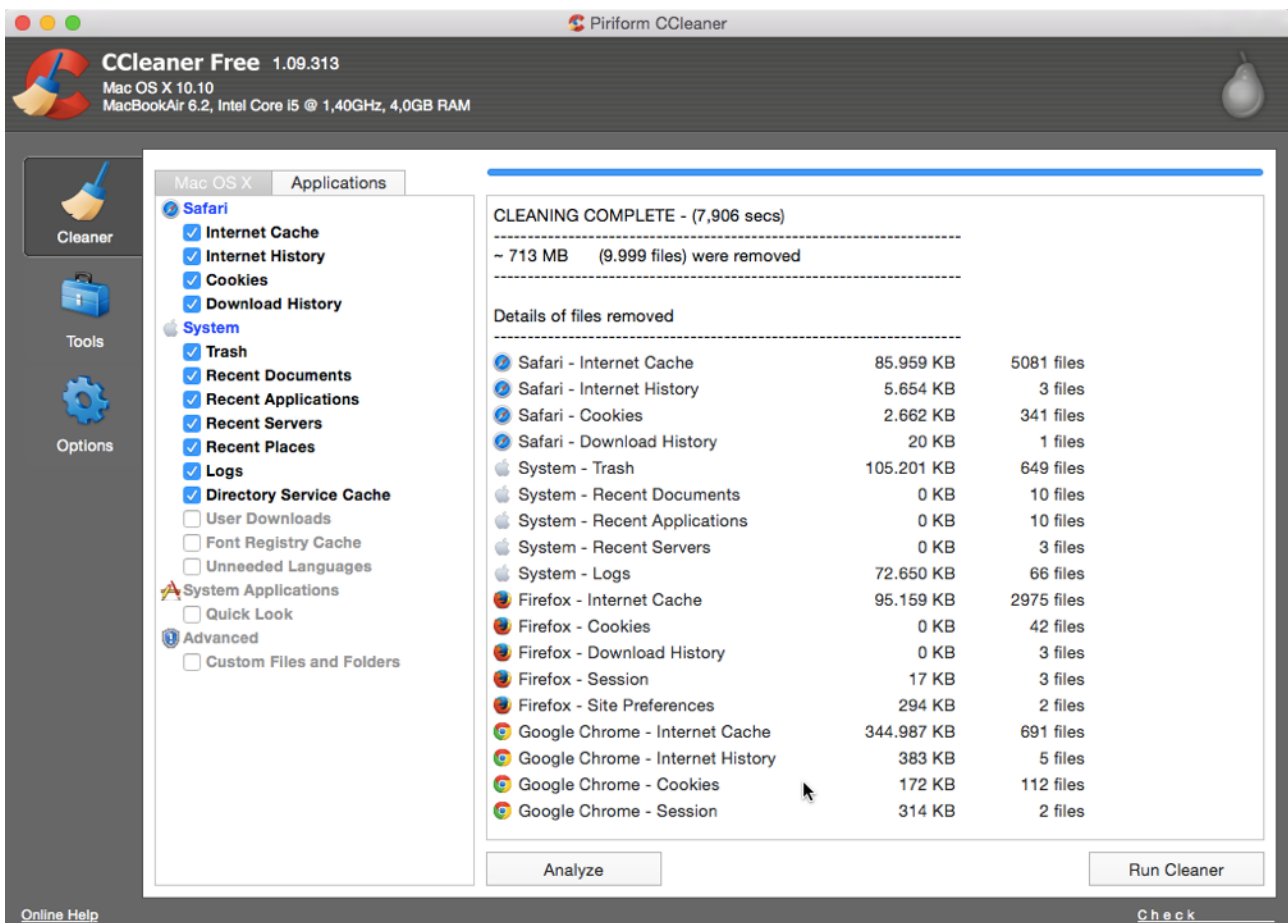 Piriform CCleaner
CCleaner Free 1.09.313
Mac OS X 10.10
MacBookAir 6.2, Intel Core i5 @ 1,40GHz, 4,0GB RAM
Cleaner
Tools
Options
Mac OS X Applications
Safari
Internet Cache
Internet History
Cookies
Download History
System
Trash
Recent Documents
Recent Applications
Recent Servers
Recent Places
Logs
Directory Service Cache
User Downloads
Font Registry Cache
Unneeded Languages
System Applications
Quick Look
Advanced
Custom Files and Folders
CLEANING COMPLETE - (7,906 secs)
--------------------------------------------------------------------------------
~ 713 MB (9.999 files) were removed
--------------------------------------------------------------------------------
Details of files removed
--------------------------------------------------------------------------------
Safari - Internet Cache 85.959 KB 5081 files
Safari - Internet History 5.654 KB 3 files
Safari - Cookies 2.662 KB 341 files
Safari - Download History 20 KB 1 files
System - Trash 105.201 KB 649 files
System - Recent Documents 0 KB 10 files
System - Recent Applications 0 KB 10 files
System - Recent Servers 0 KB 3 files
System - Logs 72.650 KB 66 files
Firefox - Internet Cache 95.159 KB 2975 files
Firefox - Cookies 0 KB 42 files
Firefox - Download History 0 KB 3 files
Firefox - Session 17 KB 3 files
Firefox - Site Preferences 294 KB 2 files
Google Chrome - Internet Cache 344.987 KB 691 files
Google Chrome - Internet History 383 KB 5 files
Google Chrome - Cookies 172 KB 112 files
Google Chrome - Session 314 KB 2 files
Analyze
Run Cleaner
Online Help
Check